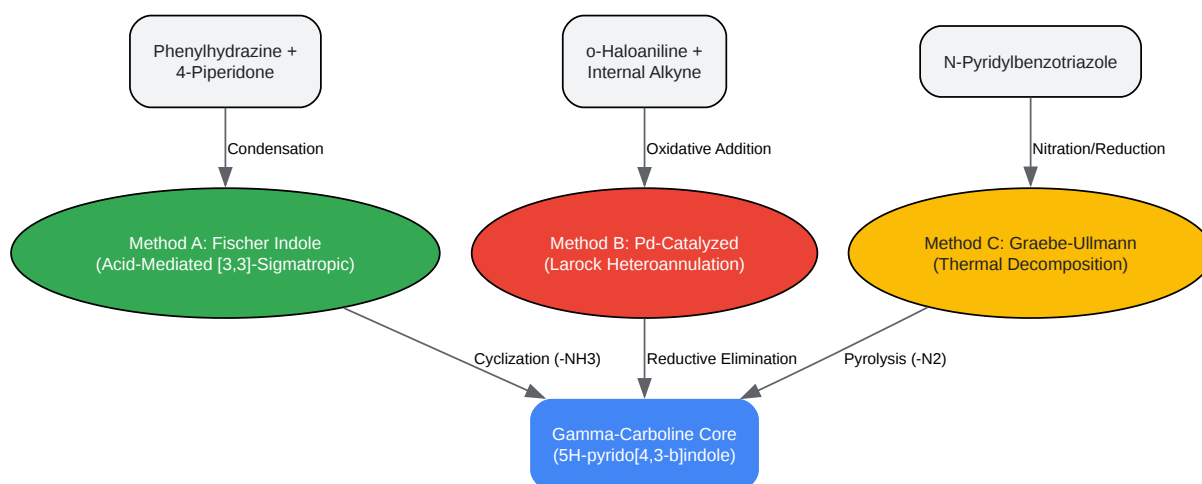 Phenylhydrazine +
4-Piperidone
o-Haloaniline +
Internal Alkyne
N-Pyridylbenzotriazole
Condensation
Oxidative Addition
Nitration/Reduction
Method A: Fischer Indole
(Acid-Mediated [3,3]-Sigmatropic)
Method B: Pd-Catalyzed
(Larock Heteroannulation)
Method C: Graebe-Ullmann
(Thermal Decomposition)
Cyclization (-NH3)
Reductive Elimination
Pyrolysis (-N2)
Gamma-Carboline Core
(5H-pyrido[4,3-b]indole)